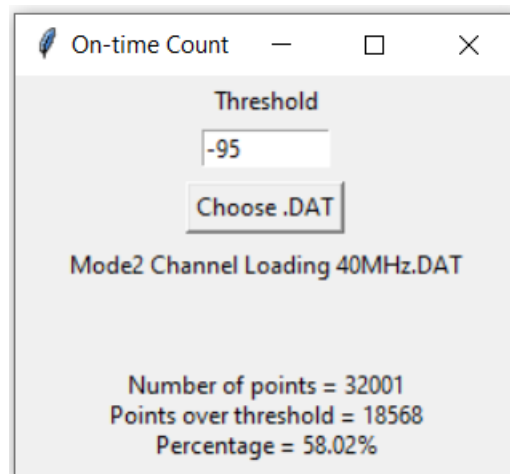 On-time Count
Threshold
-95
Choose .DAT
Mode2 Channel Loading 40MHz.DAT
Number of points = 32001
Points over threshold = 18568
Percentage = 58.02%